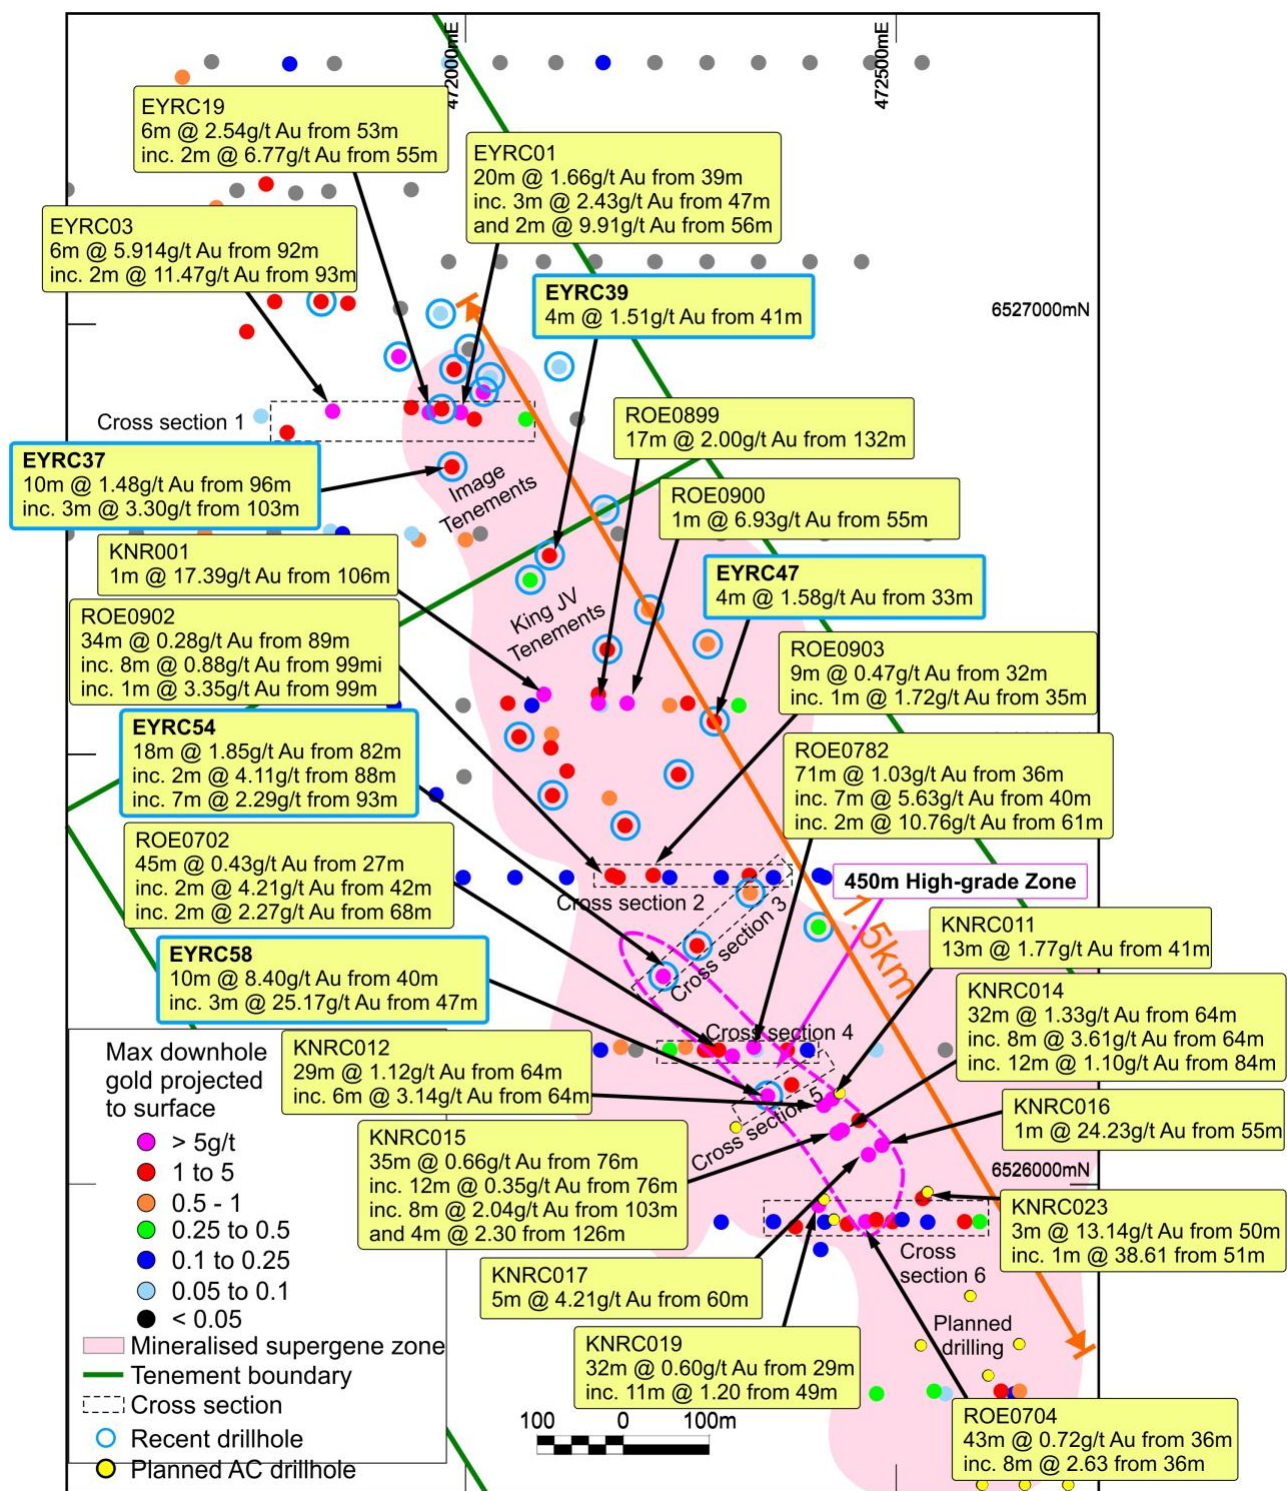 472000mE
472500mE
EYRC19
6m @ 2.54g/t Au from 53m
inc. 2m @ 6.77g/t Au from 55m
EYRC01
20m @ 1.66g/t Au from 39m
inc. 3m @ 2.43g/t Au from 47m
and 2m @ 9.91g/t Au from 56m
EYRC03
6m @ 5.914g/t Au from 92m
inc. 2m @ 11.47g/t Au from 93m
EYRC39
4m @ 1.51g/t Au from 41m
6527000mN
Cross section 1
ROE0899
17m @ 2.00g/t Au from 132m
EYRC37
10m @ 1.48g/t Au from 96m
inc. 3m @ 3.30g/t from 103m
Image
Tenements
ROE0900
1m @ 6.93g/t Au from 55m
KNR001
1m @ 17.39g/t Au from 106m
EYRC47
4m @ 1.58g/t Au from 33m
King JV
Tenements
ROE0902
34m @ 0.28g/t Au from 89m
inc. 8m @ 0.88g/t Au from 99mi
inc. 1m @ 3.35g/t Au from 99m
ROE0903
9m @ 0.47g/t Au from 32m
inc. 1m @ 1.72g/t Au from 35m
EYRC54
18m @ 1.85g/t Au from 82m
inc. 2m @ 4.11g/t from 88m
inc. 7m @ 2.29g/t from 93m
ROE0782
71m @ 1.03g/t Au from 36m
inc. 7m @ 5.63g/t Au from 40m
inc. 2m @ 10.76g/t Au from 61m
ROE0702
45m @ 0.43g/t Au from 27m
inc. 2m @ 4.21g/t Au from 42m
inc. 2m @ 2.27g/t Au from 68m
450m High-grade Zone
Cross section 2
Cross section 3
1.5km
KNRC011
13m @ 1.77g/t Au from 41m
EYRC58
10m @ 8.40g/t Au from 40m
inc. 3m @ 25.17g/t Au from 47m
KNRC014
32m @ 1.33g/t Au from 64m
inc. 8m @ 3.61g/t Au from 64m
inc. 12m @ 1.10g/t Au from 84m
Cross section 4
KNRC012
29m @ 1.12g/t Au from 64m
inc. 6m @ 3.14g/t Au from 64m
Cross section 5
KNRC016
1m @ 24.23g/t Au from 55m
KNRC015
35m @ 0.66g/t Au from 76m
inc. 12m @ 0.35g/t Au from 76m
inc. 8m @ 2.04g/t Au from 103m
and 4m @ 2.30 from 126m
6526000mN
KNRC023
3m @ 13.14g/t Au from 50m
inc. 1m @ 38.61 from 51m
Cross
section 6
KNRC017
5m @ 4.21g/t Au from 60m
KNRC019
32m @ 0.60g/t Au from 29m
inc. 11m @ 1.20 from 49m
Planned
drilling
ROE0704
43m @ 0.72g/t Au from 36m
inc. 8m @ 2.63 from 36m
Max downhole
gold projected
to surface
> 5g/t
1 to 5
0.5 - 1
0.25 to 0.5
0.1 to 0.25
0.05 to 0.1
< 0.05
Mineralised supergene zone
Tenement boundary
Cross section
Recent drillhole
Planned AC drillhole
100 0 100m